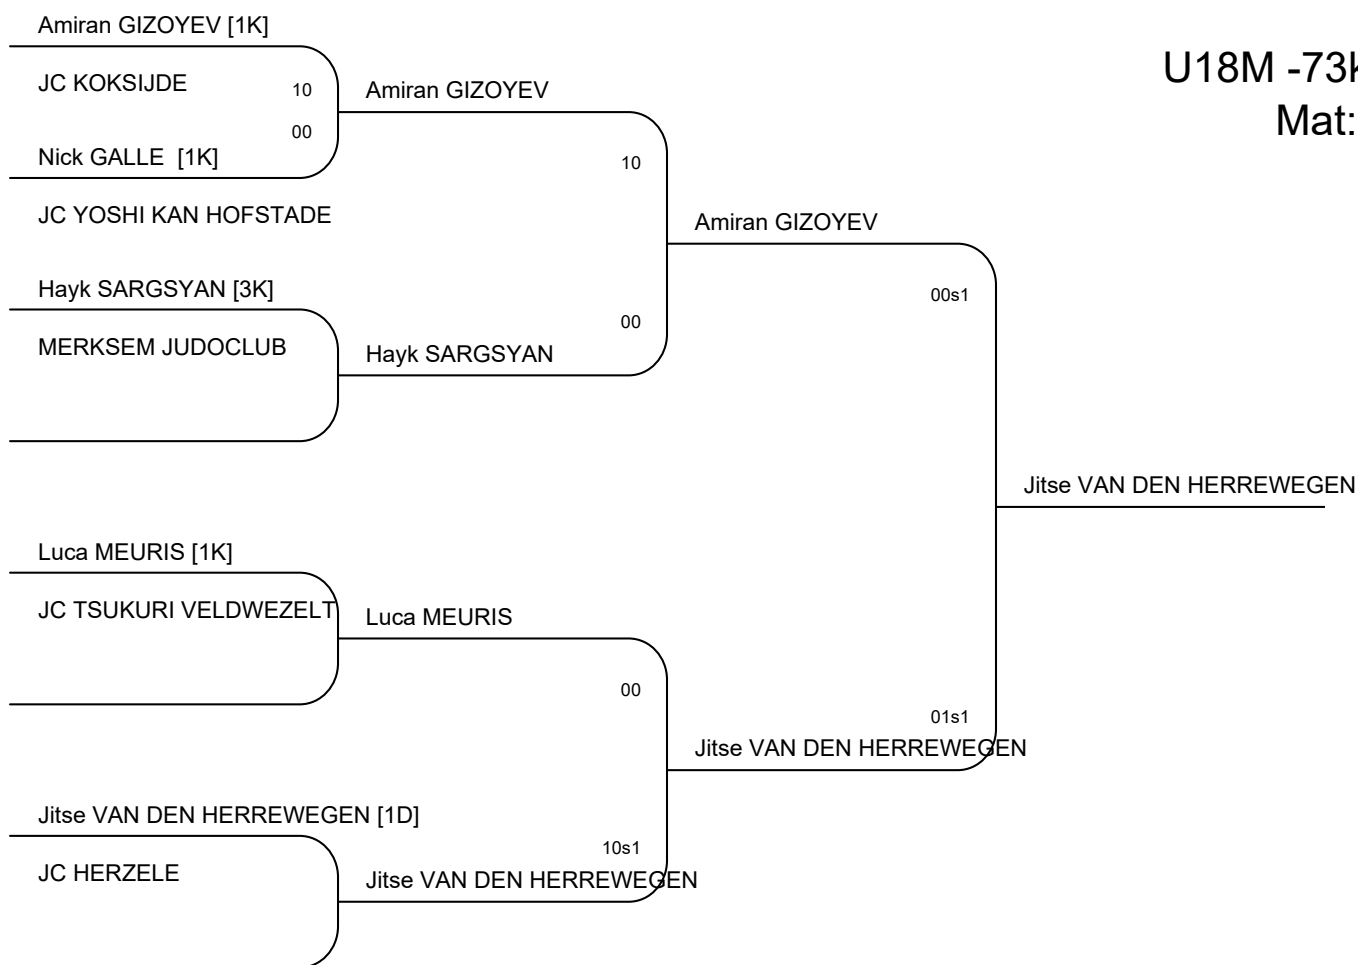 Amiran GIZOYEV [1K]
U18M -73k
JC KOKSIJDE
10
Amiran GIZOYEV
Mat:
00
Nick GALLE [1K]
10
JC YOSHI KAN HOFSTADE
Amiran GIZOYEV
Hayk SARGSYAN [3K]
00s1
00
MERKSEM JUDOCLUB
Hayk SARGSYAN
Jitse VAN DEN HERREWEGEN
Luca MEURIS [1K]
JC TSUKURI VELDWEZELT
Luca MEURIS
00
01s1
Jitse VAN DEN HERREWEGEN
Jitse VAN DEN HERREWEGEN [1D]
10s1
JC HERZELE
Jitse VAN DEN HERREWEGEN